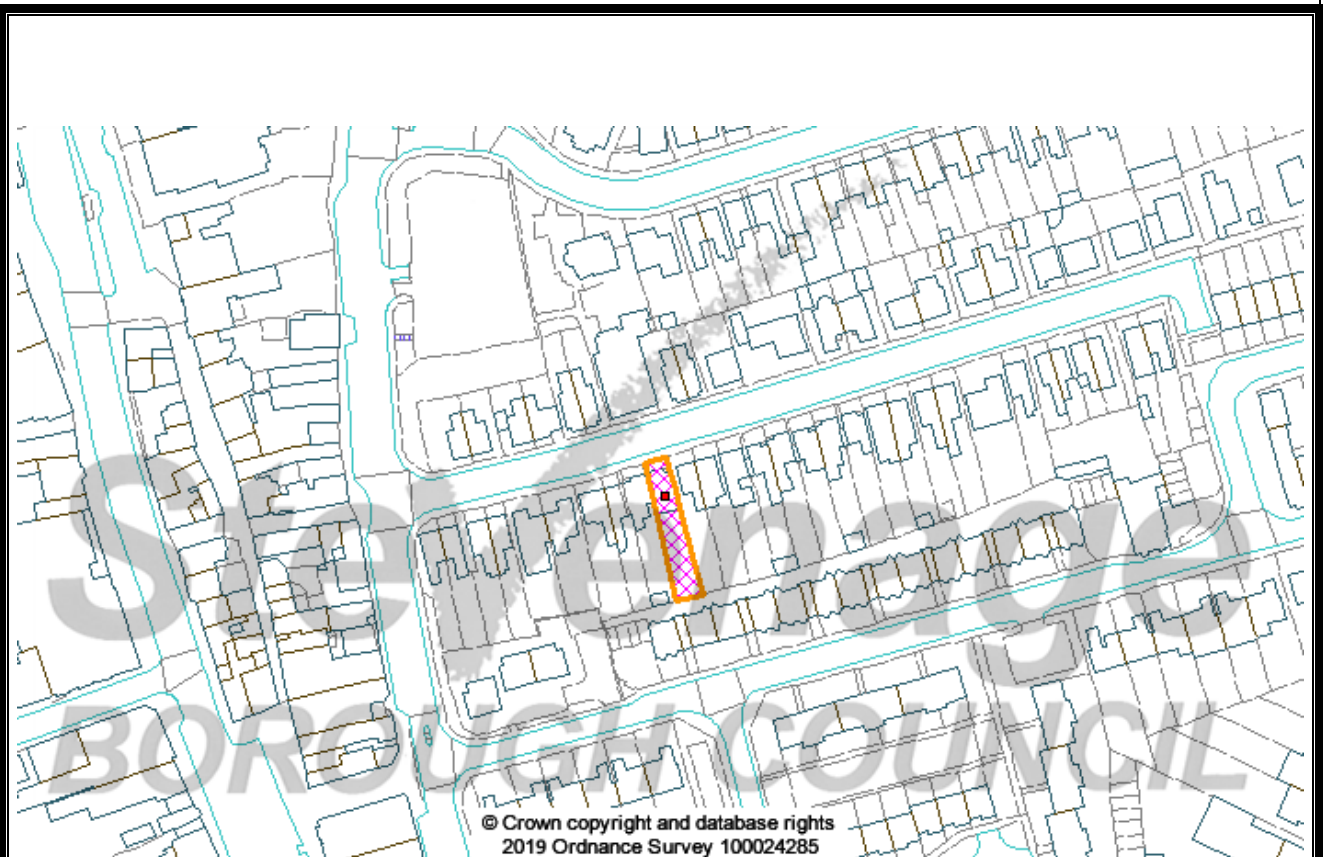 Stevenage
BOROUGH COUNCIL
© Crown copyright and database rights
2019 Ordnance Survey 100024285